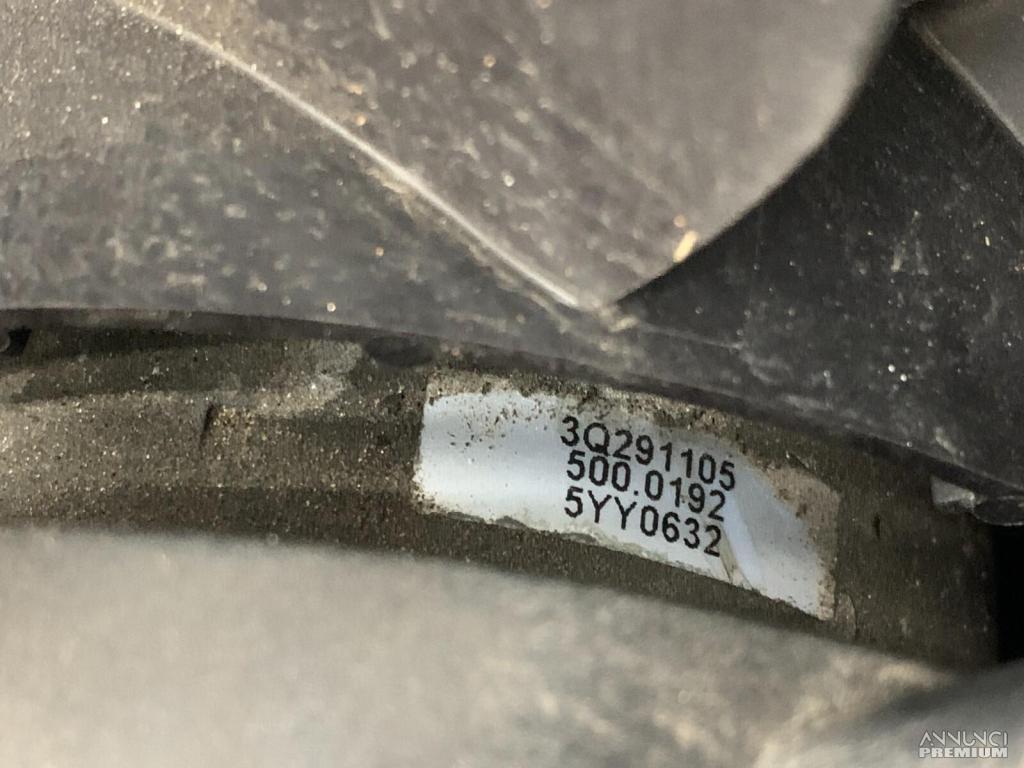 3Q291105
500.0192
5YY0632
ANNUNCI
PREMIUM